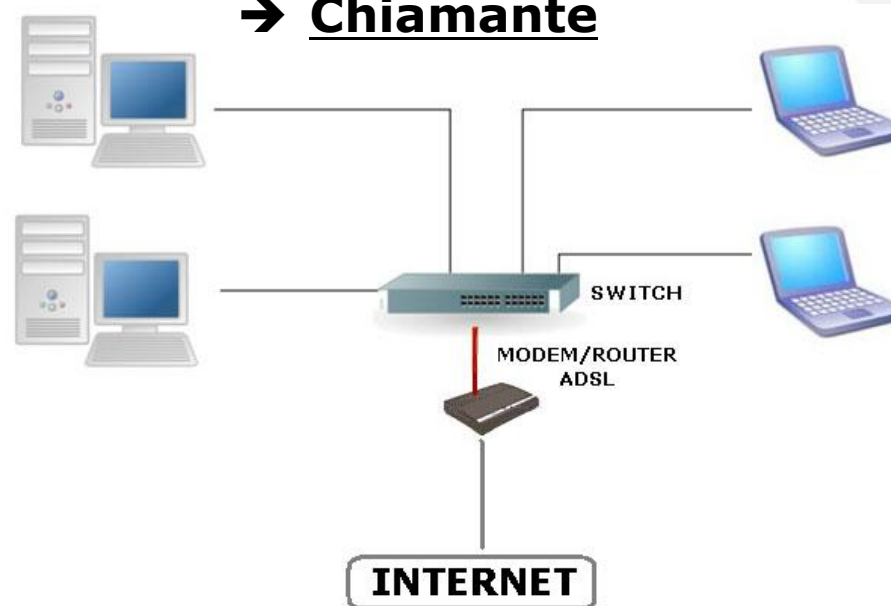 ➔ Chiamante
SWITCH
MODEM/ROUTER
ADSL
INTERNET